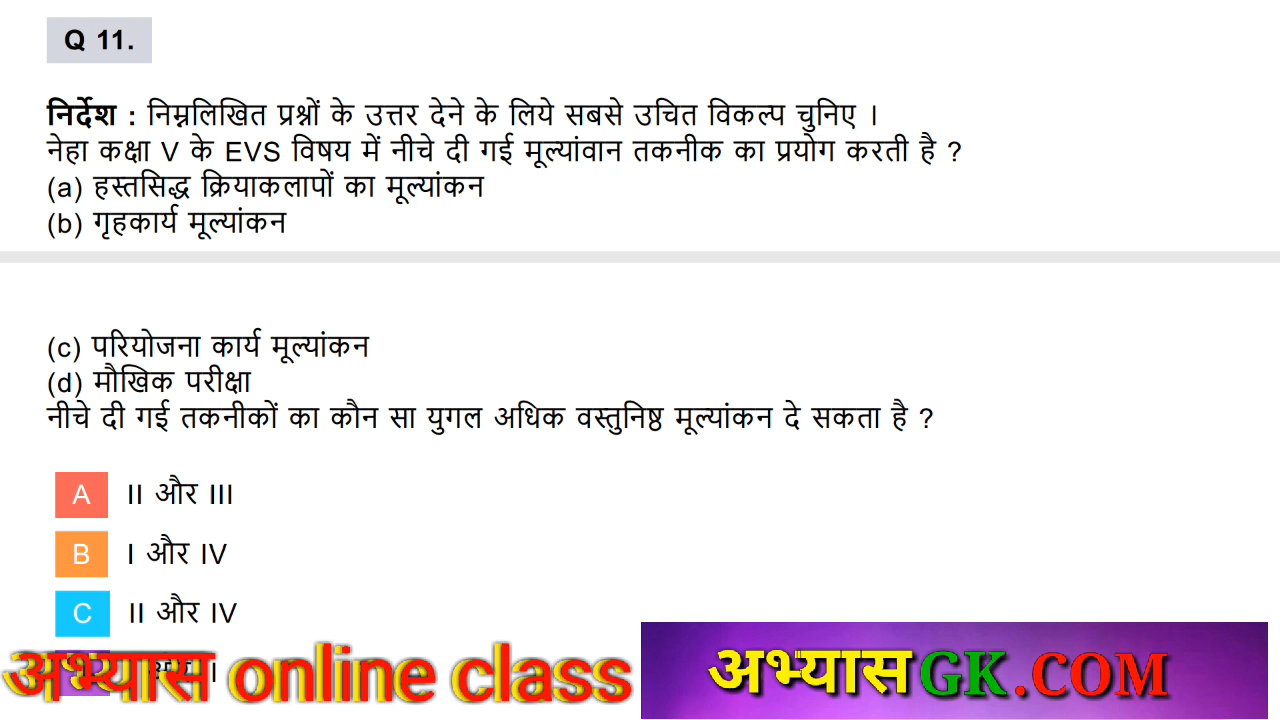 Q 11.
निर्देश : निम्नलिखित प्रश्नों के उत्तर देने के लिये सबसे उचित विकल्प चुनिए ।
नेहा कक्षा V के EVS विषय में नीचे दी गई मूल्यांवान तकनीक का प्रयोग करती है ?
(a) हस्तसिद्ध क्रियाकलापों का मूल्यांकन
(b) गृहकार्य मूल्यांकन
(c) परियोजना कार्य मूल्यांकन
(d) मौखिक परीक्षा
नीचे दी गई तकनीकों का कौन सा युगल अधिक वस्तुनिष्ठ मूल्यांकन दे सकता है ?
A II और III
B I और IV
C II और IV
अभ्यास online class
अभ्यास GK.COM